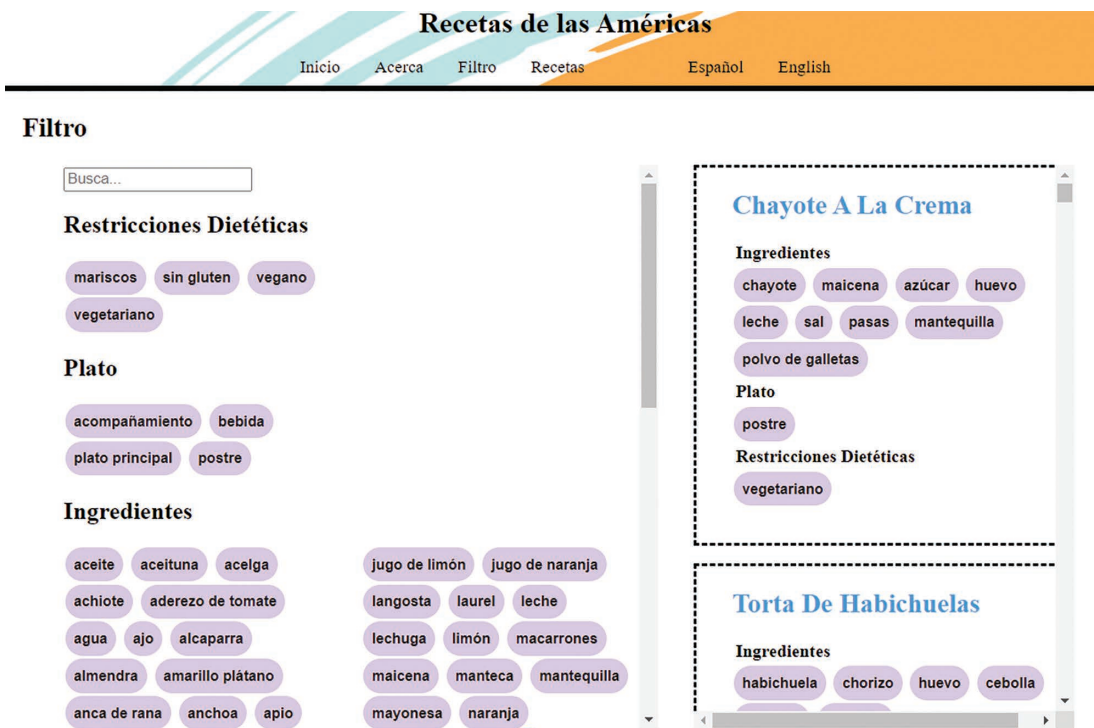 Recetas de las Américas
Inicio Acerca Filtro Recetas Español English
Filtro
Busca...
Restricciones Dietéticas
mariscos sin gluten vegano
vegetariano
Plato
acompañamiento bebida
plato principal postre
Ingredientes
aceite aceituna acelga
achiote aderezo de tomate
agua ajo alcaparra
almendra amarillo plátano
anca de rana anchoa apio
jugo de limón jugo de naranja
langosta laurel leche
lechuga limón macarrones
maicena manteca mantequilla
mayonesa naranja
Chayote A La Crema
Ingredientes
chayote maicena azúcar huevo
leche sal pasas mantequilla
polvo de galletas
Plato
postre
Restricciones Dietéticas
vegetariano
Torta De Habichuelas
Ingredientes
habichuela chorizo huevo cebolla